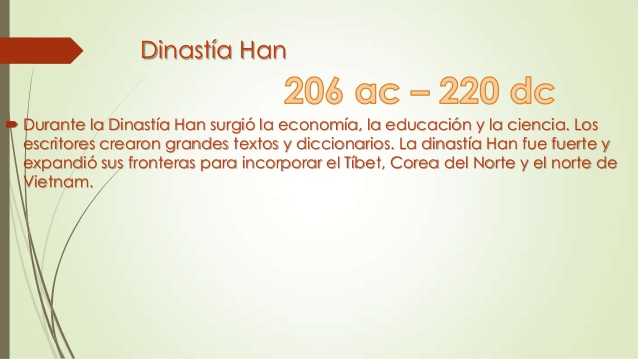 Dinastía Han
206 ac – 220 dc
Durante la Dinastía Han surgió la economía, la educación y la ciencia. Los
escritores crearon grandes textos y diccionarios. La dinastía Han fue fuerte y
expandió sus fronteras para incorporar el Tíbet, Corea del Norte y el norte de
Vietnam.